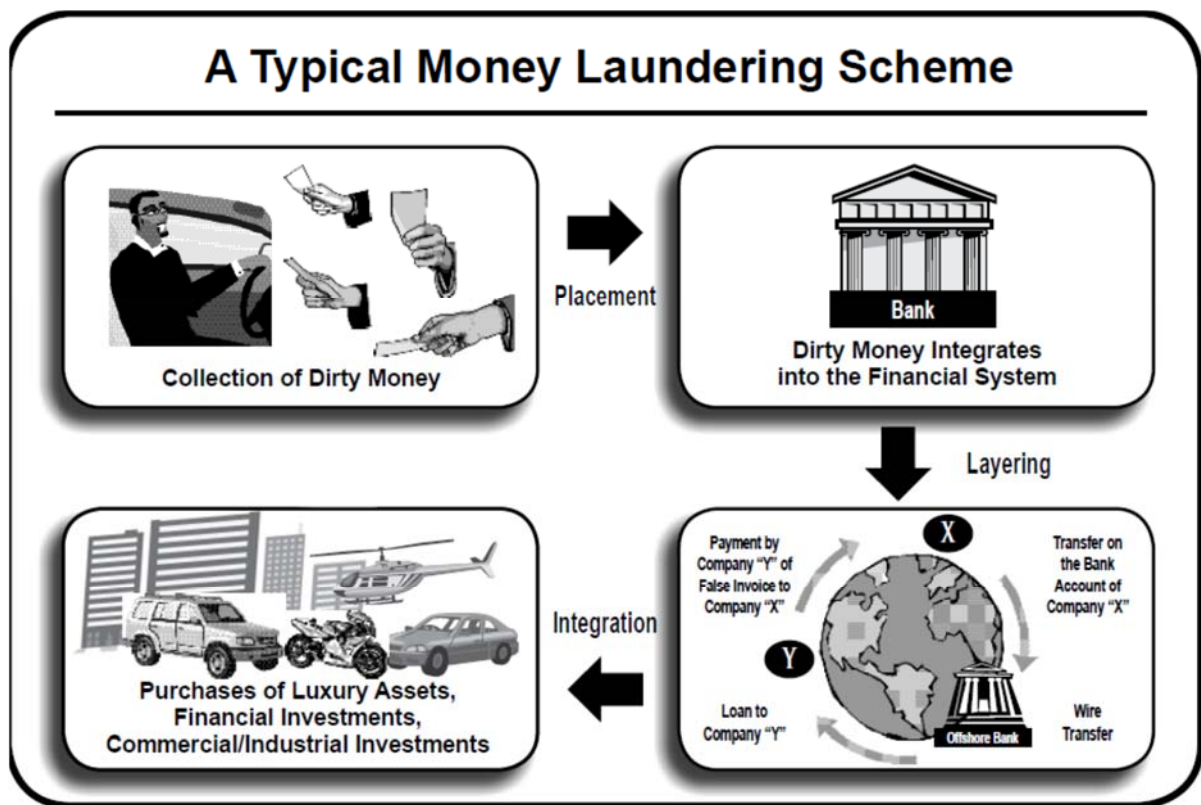 A Typical Money Laundering Scheme
Collection of Dirty Money
Placement
Bank
Dirty Money Integrates
into the Financial System
Layering
Payment by
Company “Y” of
False Invoice to
Company “X”
X
Transfer on
the Bank
Account of
Company “X”
Y
Loan to
Company “Y”
Offshore Bank
Wire
Transfer
Integration
Purchases of Luxury Assets,
Financial Investments,
Commercial/Industrial Investments